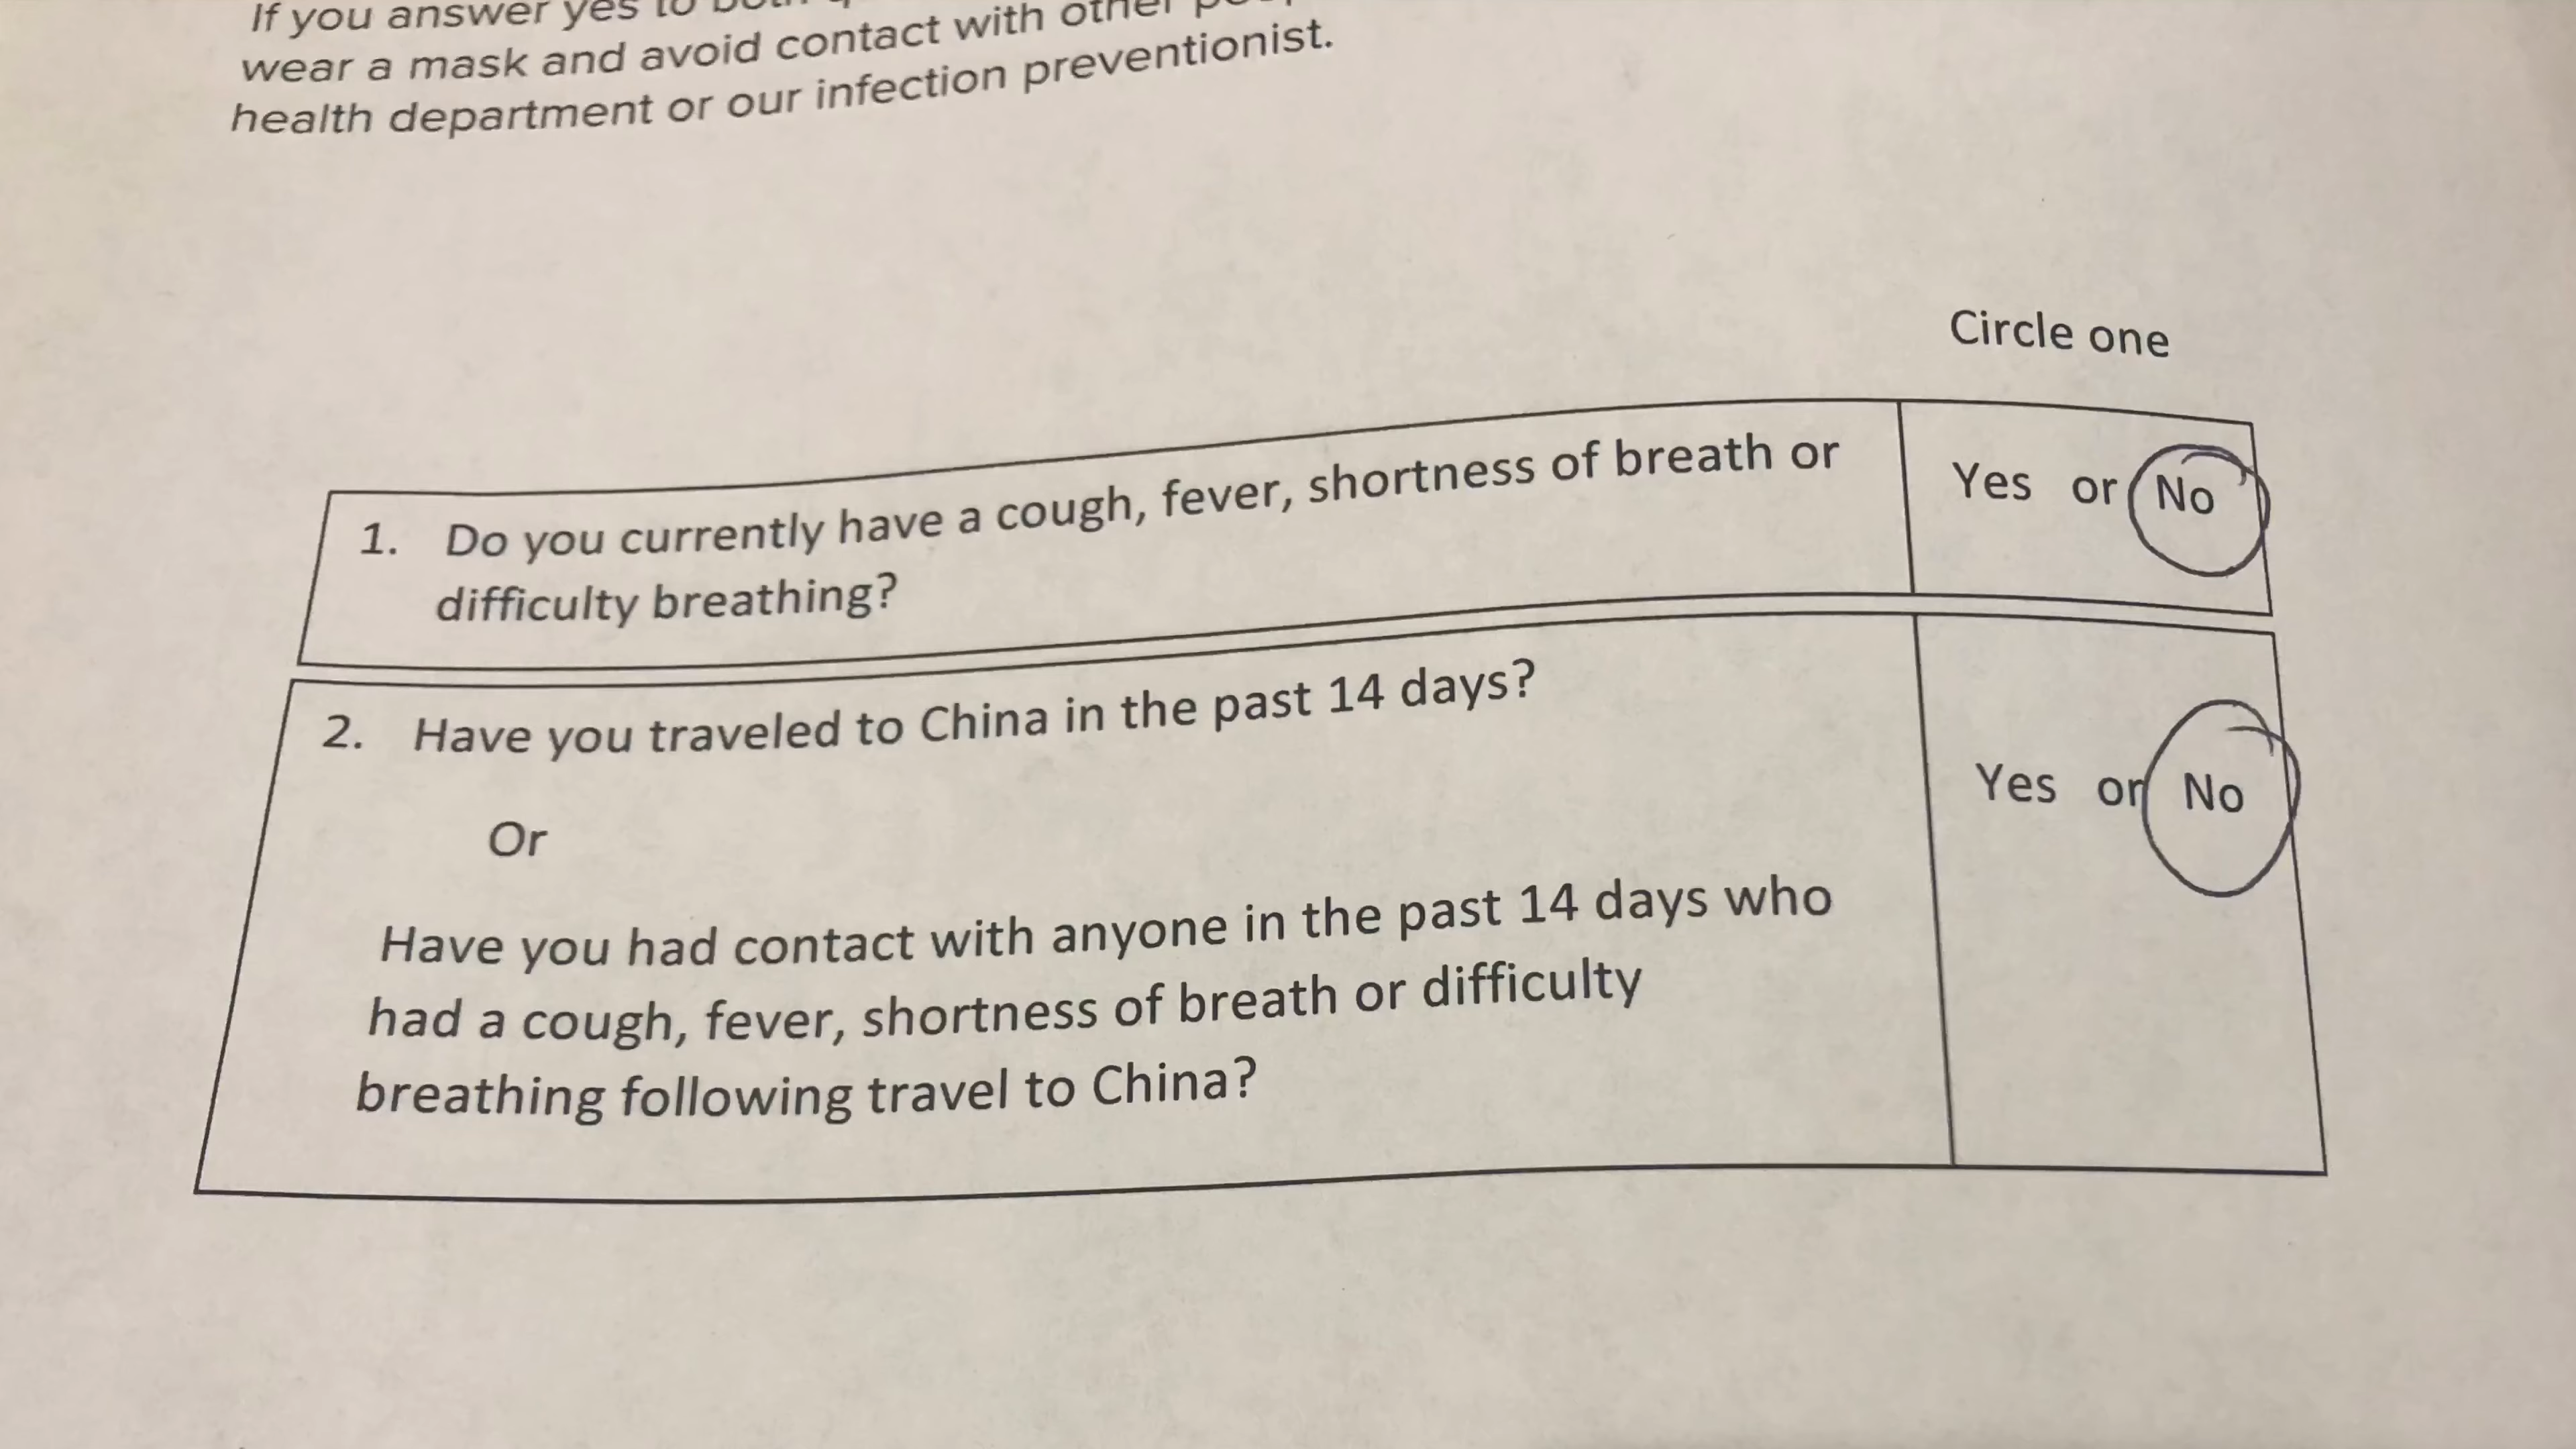 If you answer yes to both
wear a mask and avoid contact with other
health department or our infection preventionist.
Circle one
1. Do you currently have a cough, fever, shortness of breath or
difficulty breathing?
Yes or No
2. Have you traveled to China in the past 14 days?
Yes or No
Or
Have you had contact with anyone in the past 14 days who
had a cough, fever, shortness of breath or difficulty
breathing following travel to China?